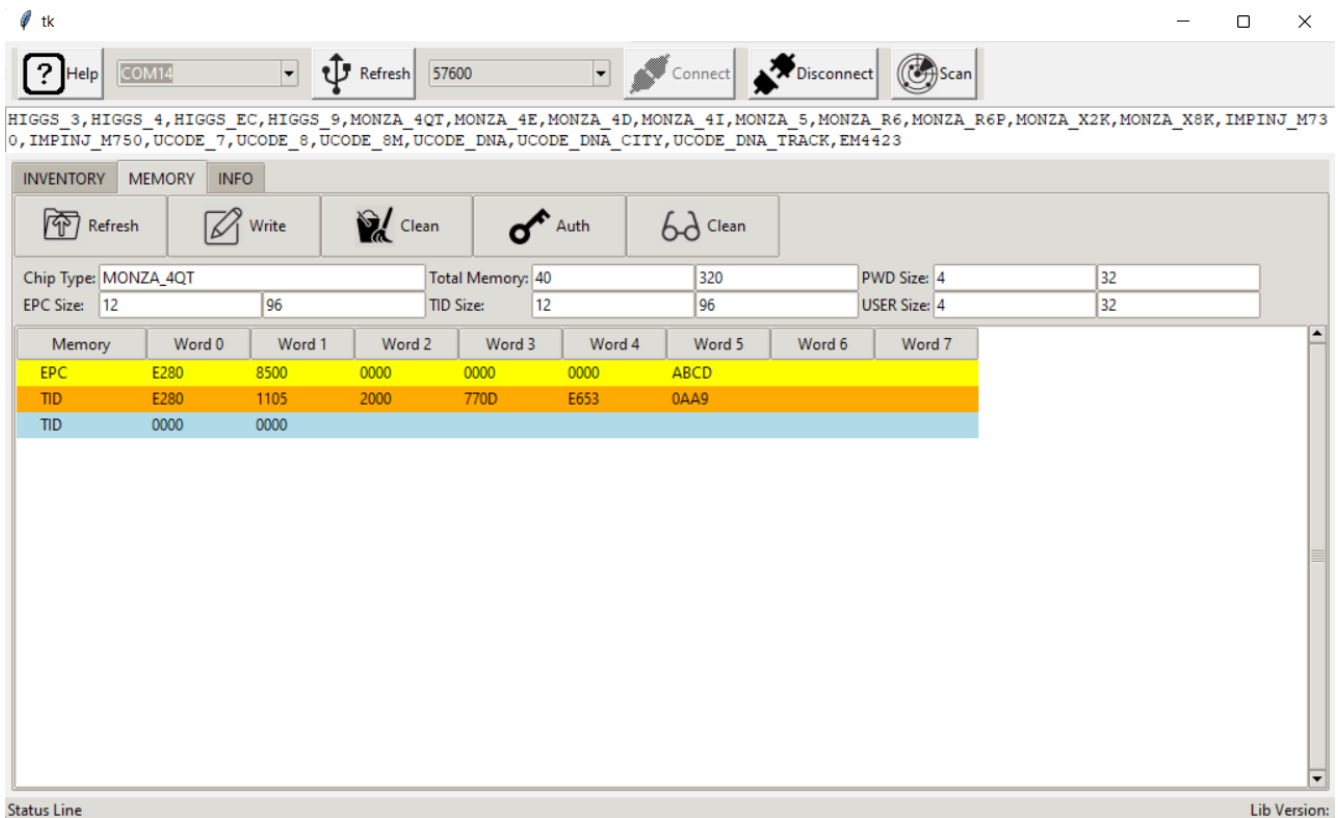 tk
Help COM14 Refresh 57600 Connect Disconnect Scan
HIGGS_3,HIGGS_4,HIGGS_EC,HIGGS_9,MONZA_4QT,MONZA_4E,MONZA_4D,MONZA_4I,MONZA_5,MONZA_R6,MONZA_R6P,MONZA_X2K,MONZA_X8K,IMPINJ_M73
0,IMPINJ_M750,UCODE_7,UCODE_8,UCODE_8M,UCODE_DNA,UCODE_DNA_CITY,UCODE_DNA_TRACK,EM4423
INVENTORY MEMORY INFO
Refresh Write Clean Auth Clean
Chip Type: MONZA_4QT Total Memory: 40 320 PWD Size: 4 32
EPC Size: 12 96 TID Size: 12 96 USER Size: 4 32
Memory Word 0 Word 1 Word 2 Word 3 Word 4 Word 5 Word 6 Word 7
EPC E280 8500 0000 0000 0000 ABCD
TID E280 1105 2000 770D E653 0AA9
TID 0000 0000
Status Line Lib Version: